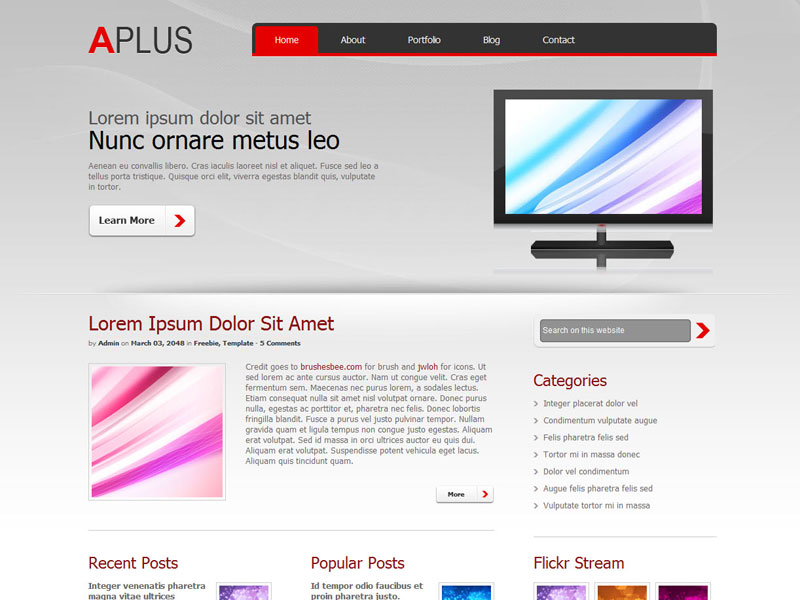 APLUS
Home About Portfolio Blog Contact
Lorem ipsum dolor sit amet
Nunc ornare metus leo
Aenean eu convallis libero. Cras iaculis laoreet nisl et aliquet. Fusce sed leo a
tellus porta tristique. Quisque orci elit, viverra egestas blandit quis, vulputate
in tortor.
Learn More
Lorem Ipsum Dolor Sit Amet
by Admin on March 03, 2048 in Freebie, Template - 5 Comments
Credit goes to brushesbee.com for brush and jwloh for icons. Ut
sed lorem ac ante cursus auctor. Nam ut congue velit. Cras eget
fermentum sem. Maecenas nec purus lorem, a sodales lectus.
Etiam consequat nulla sit amet nisl volutpat ornare. Donec purus
nulla, egestas ac porttitor et, pharetra nec felis. Donec lobortis
fringilla blandit. Fusce a purus vel justo pulvinar tempor. Nullam
gravida quam et ligula tempus non congue justo egestas. Aliquam
erat volutpat. Sed id massa in orci ultrices auctor eu quis dui.
Aliquam erat volutpat. Suspendisse potent vehicula eget lacus.
Aliquam quis tincidunt quam.
More
Search on this website
Categories
Integer placerat dolor vel
Condimentum vulputate augue
Felis pharetra felis sed
Tortor mi in massa donec
Dolor vel condimentum
Augue felis pharetra felis sed
Vulputate tortor mi in massa
Recent Posts
Integer venenatis pharetra
magna vitae ultrices
Popular Posts
Id tempor odio faucibus et
proin pharetra justo.
Flickr Stream